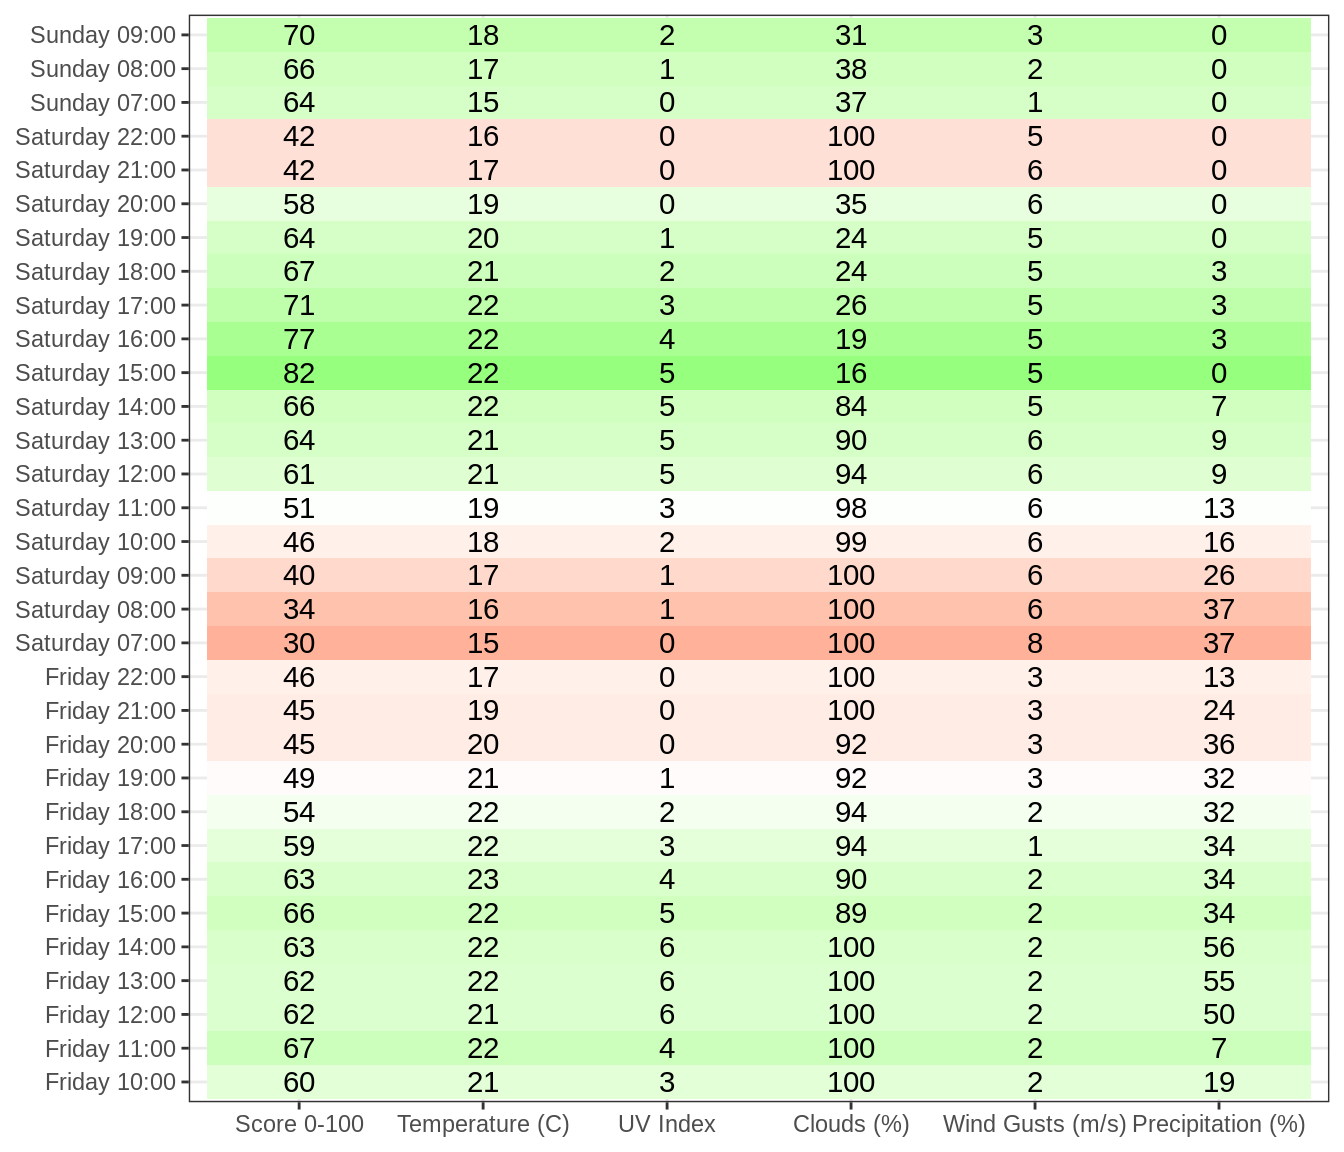 Sunday 09:00 70 18 2 31 3 0
Sunday 08:00 66 17 1 38 2 0
Sunday 07:00 64 15 0 37 1 0
Saturday 22:00 42 16 0 100 5 0
Saturday 21:00 42 17 0 100 6 0
Saturday 20:00 58 19 0 35 6 0
Saturday 19:00 64 20 1 24 5 0
Saturday 18:00 67 21 2 24 5 3
Saturday 17:00 71 22 3 26 5 3
Saturday 16:00 77 22 4 19 5 3
Saturday 15:00 82 22 5 16 5 0
Saturday 14:00 66 22 5 84 5 7
Saturday 13:00 64 21 5 90 6 9
Saturday 12:00 61 21 5 94 6 9
Saturday 11:00 51 19 3 98 6 13
Saturday 10:00 46 18 2 99 6 16
Saturday 09:00 40 17 1 100 6 26
Saturday 08:00 34 16 1 100 6 37
Saturday 07:00 30 15 0 100 8 37
Friday 22:00 46 17 0 100 3 13
Friday 21:00 45 19 0 100 3 24
Friday 20:00 45 20 0 92 3 36
Friday 19:00 49 21 1 92 3 32
Friday 18:00 54 22 2 94 2 32
Friday 17:00 59 22 3 94 1 34
Friday 16:00 63 23 4 90 2 34
Friday 15:00 66 22 5 89 2 34
Friday 14:00 63 22 6 100 2 56
Friday 13:00 62 22 6 100 2 55
Friday 12:00 62 21 6 100 2 50
Friday 11:00 67 22 4 100 2 7
Friday 10:00 60 21 3 100 2 19
Score 0-100 Temperature (C) UV Index Clouds (%) Wind Gusts (m/s) Precipitation (%)